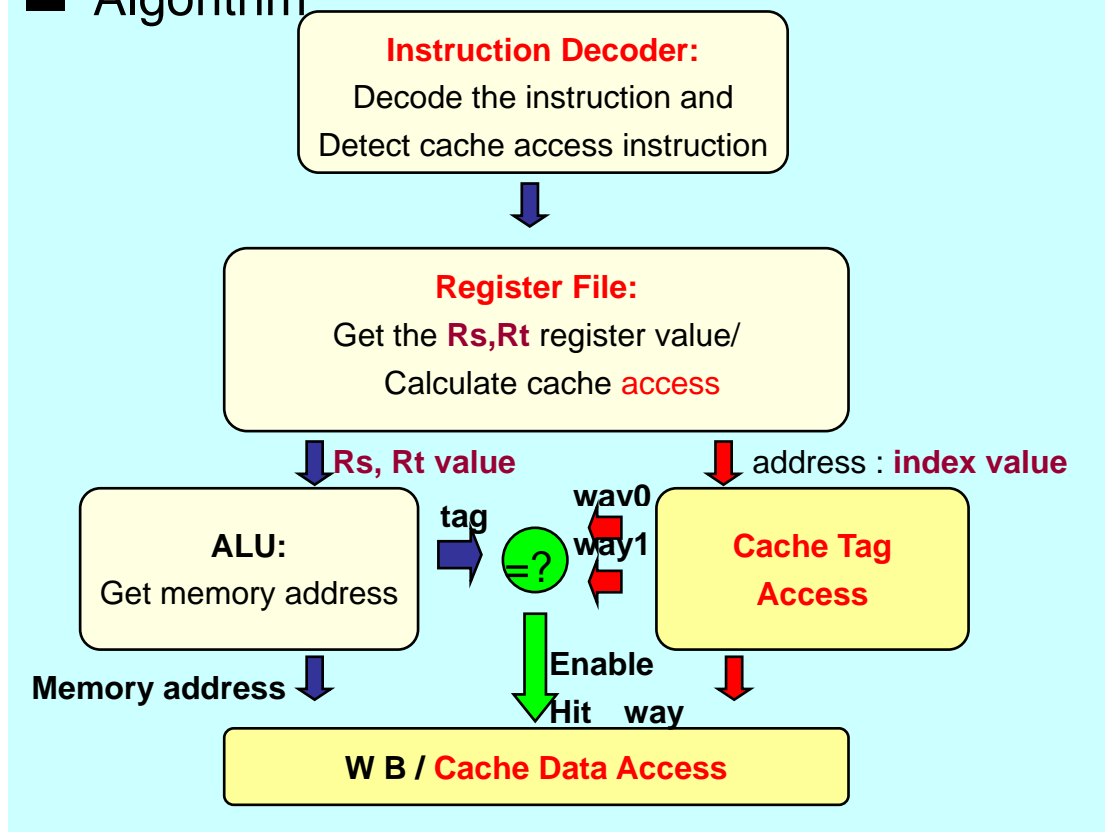 Algorithm
Instruction Decoder:
Decode the instruction and
Detect cache access instruction
Register File:
Get the Rs,Rt register value/
Calculate cache access
Rs, Rt value
address : index value
ALU:
Get memory address
tag
=?
way0
way1
Cache Tag
Access
Memory address
Enable
Hit way
W B / Cache Data Access